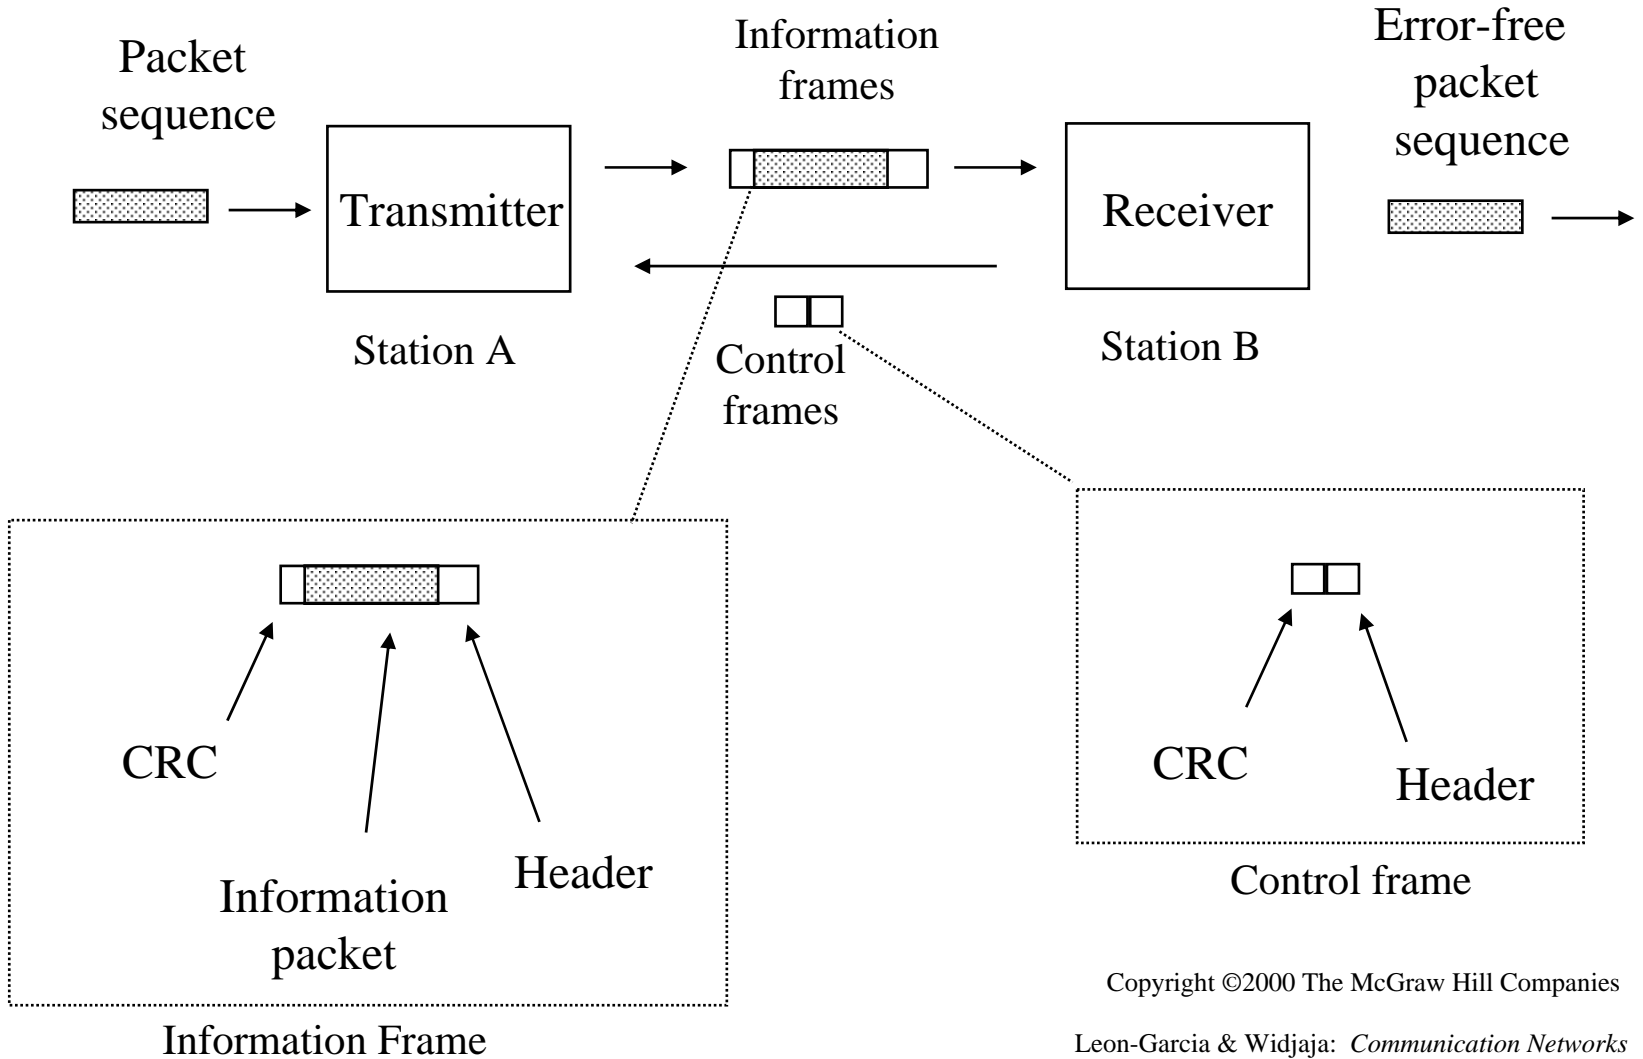 Packet
sequence
Information
frames
Error-free
packet
sequence
Transmitter
Receiver
Station A
Control
frames
Station B
CRC
Information
packet
Header
Information Frame
CRC
Header
Control frame
Copyright ©2000 The McGraw Hill Companies
Leon-Garcia & Widjaja: Communication Networks